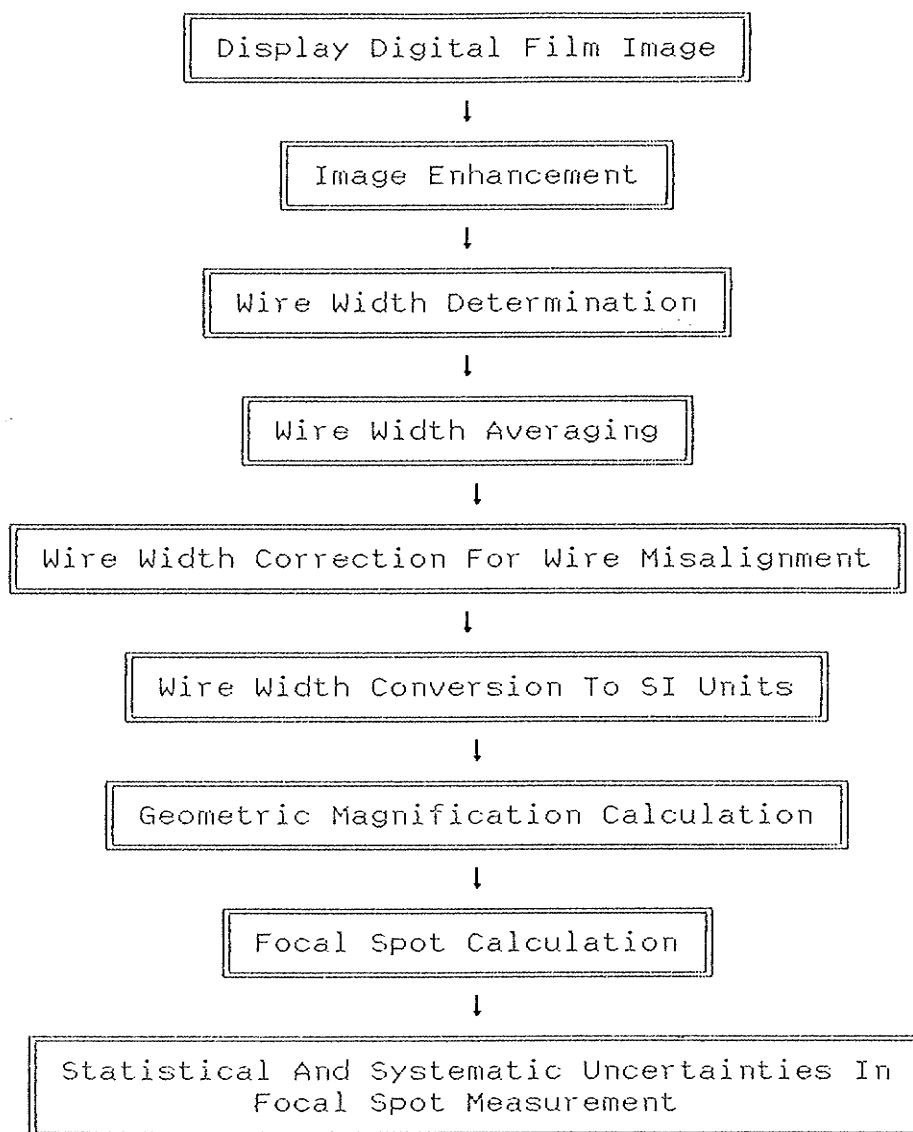 Display Digital Film Image
Image Enhancement
Wire Width Determination
Wire Width Averaging
Wire Width Correction For Wire Misalignment
Wire Width Conversion To SI Units
Geometric Magnification Calculation
Focal Spot Calculation
Statistical And Systematic Uncertainties In
Focal Spot Measurement